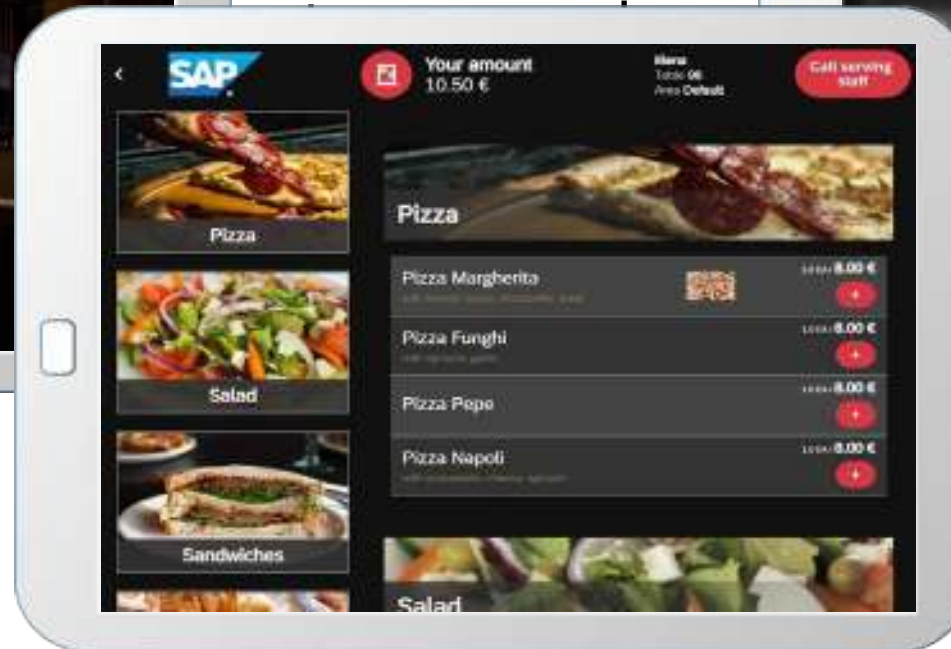 SAP
Your amount
10.50 €
Menu
Table 96
Area Default
Call serving
staff
Pizza
Salad
Sandwiches
Pizza
Pizza Margherita
8.00 €
+
Pizza Funghi
8.00 €
+
Pizza Pepe
8.00 €
+
Pizza Napoli
8.00 €
+
Salad